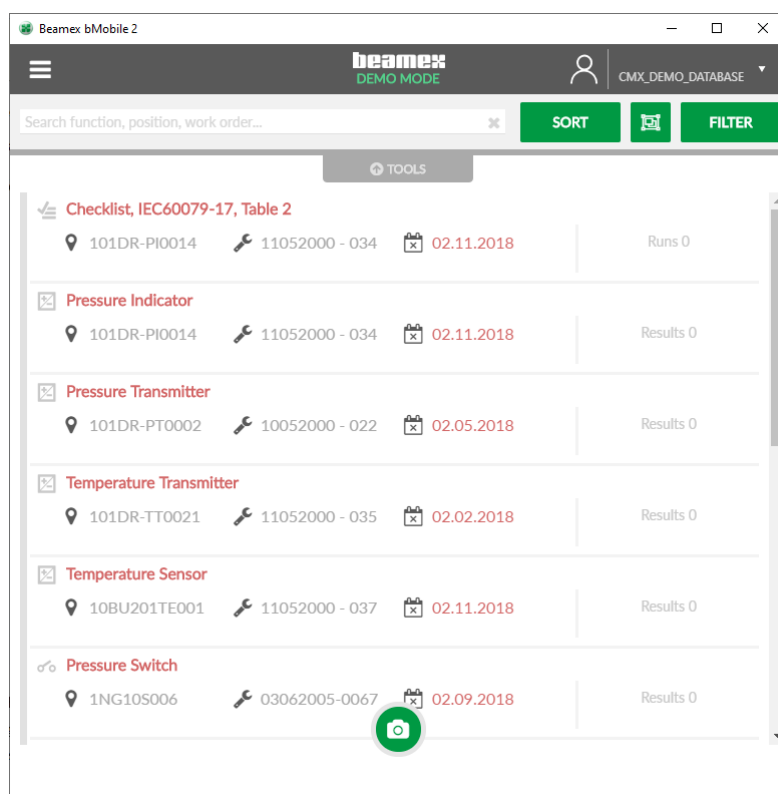 Beamex bMobile 2
beamex
DEMO MODE
CMX_DEMO_DATABASE
Search function, position, work order...
SORT
FILTER
TOOLS
Checklist, IEC60079-17, Table 2
101DR-PI0014 11052000 - 034 02.11.2018 Runs 0
Pressure Indicator
101DR-PI0014 11052000 - 034 02.11.2018 Results 0
Pressure Transmitter
101DR-PT0002 10052000 - 022 02.05.2018 Results 0
Temperature Transmitter
101DR-TT0021 11052000 - 035 02.02.2018 Results 0
Temperature Sensor
10BU201TE001 11052000 - 037 02.11.2018 Results 0
Pressure Switch
1NG10S006 03062005-0067 02.09.2018 Results 0